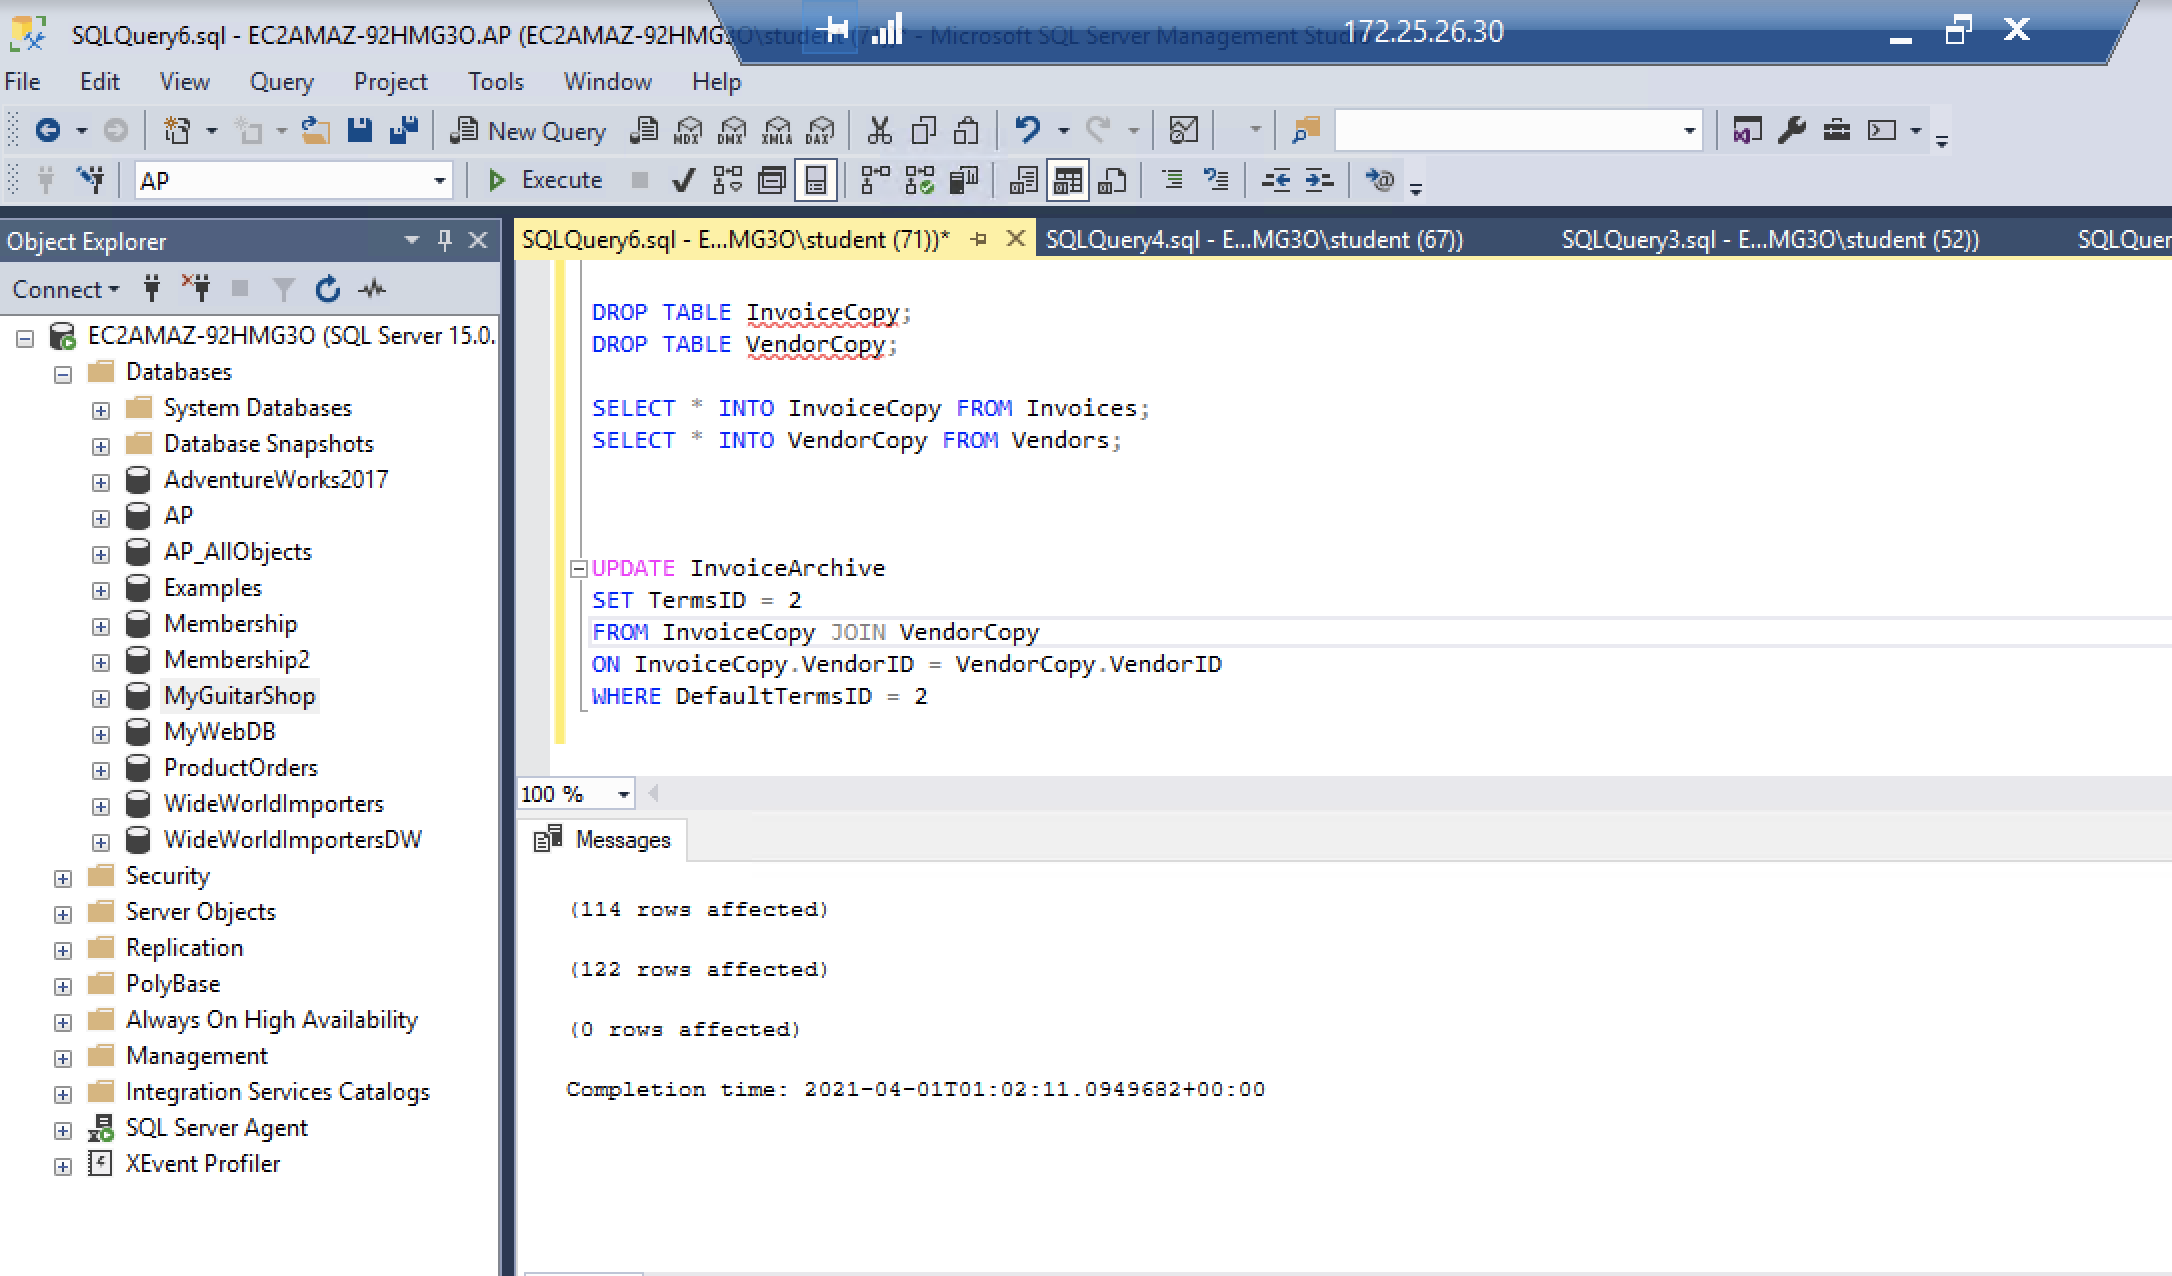 SQLQuery6.sql - EC2AMAZ-92HMG3O.AP (EC2AMAZ-92HMG3O\student (71))* - Microsoft SQL Server Management Studio
172.25.26.30
File Edit View Query Project Tools Window Help
New Query MDX DMX XMLA DAX
AP Execute
Object Explorer
SQLQuery6.sql - E...MG3O\student (71))* SQLQuery4.sql - E...MG3O\student (67)) SQLQuery3.sql - E...MG3O\student (52)) SQLQuer
Connect
EC2AMAZ-92HMG3O (SQL Server 15.0.
Databases
System Databases
Database Snapshots
AdventureWorks2017
AP
AP_AllObjects
Examples
Membership
Membership2
MyGuitarShop
MyWebDB
ProductOrders
WideWorldImporters
WideWorldImportersDW
Security
Server Objects
Replication
PolyBase
Always On High Availability
Management
Integration Services Catalogs
SQL Server Agent
XEvent Profiler
DROP TABLE InvoiceCopy;
DROP TABLE VendorCopy;
SELECT * INTO InvoiceCopy FROM Invoices;
SELECT * INTO VendorCopy FROM Vendors;
UPDATE InvoiceArchive
SET TermsID = 2
FROM InvoiceCopy JOIN VendorCopy
ON InvoiceCopy.VendorID = VendorCopy.VendorID
WHERE DefaultTermsID = 2
100 %
Messages
(114 rows affected)
(122 rows affected)
(0 rows affected)
Completion time: 2021-04-01T01:02:11.0949682+00:00